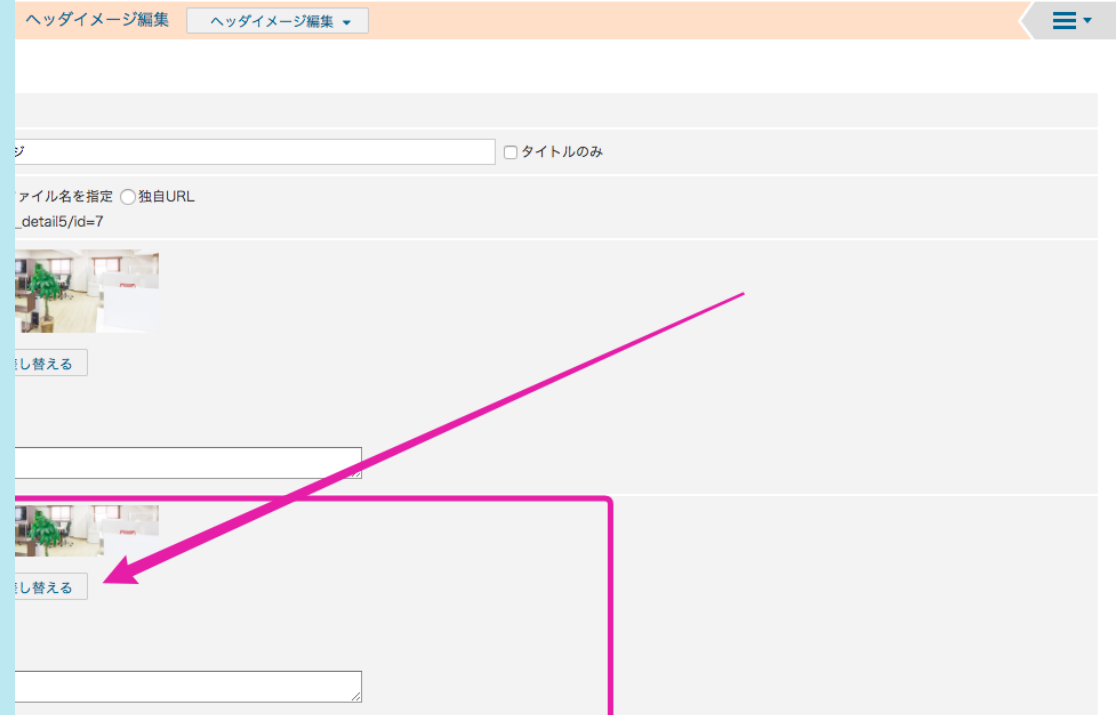 ヘッダイメージ編集 ヘッダイメージ編集
ジ タイトルのみ
ァイル名を指定 独自URL
_detail5/id=7
し替える
し替える